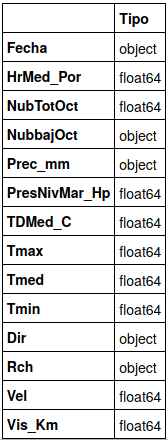 Tipo
Fecha object
HrMed_Por float64
NubTotOct float64
NubbajOct object
Prec_mm object
PresNivMar_Hp float64
TDMed_C float64
Tmax float64
Tmed float64
Tmin float64
Dir object
Rch object
Vel float64
Vis_Km float64